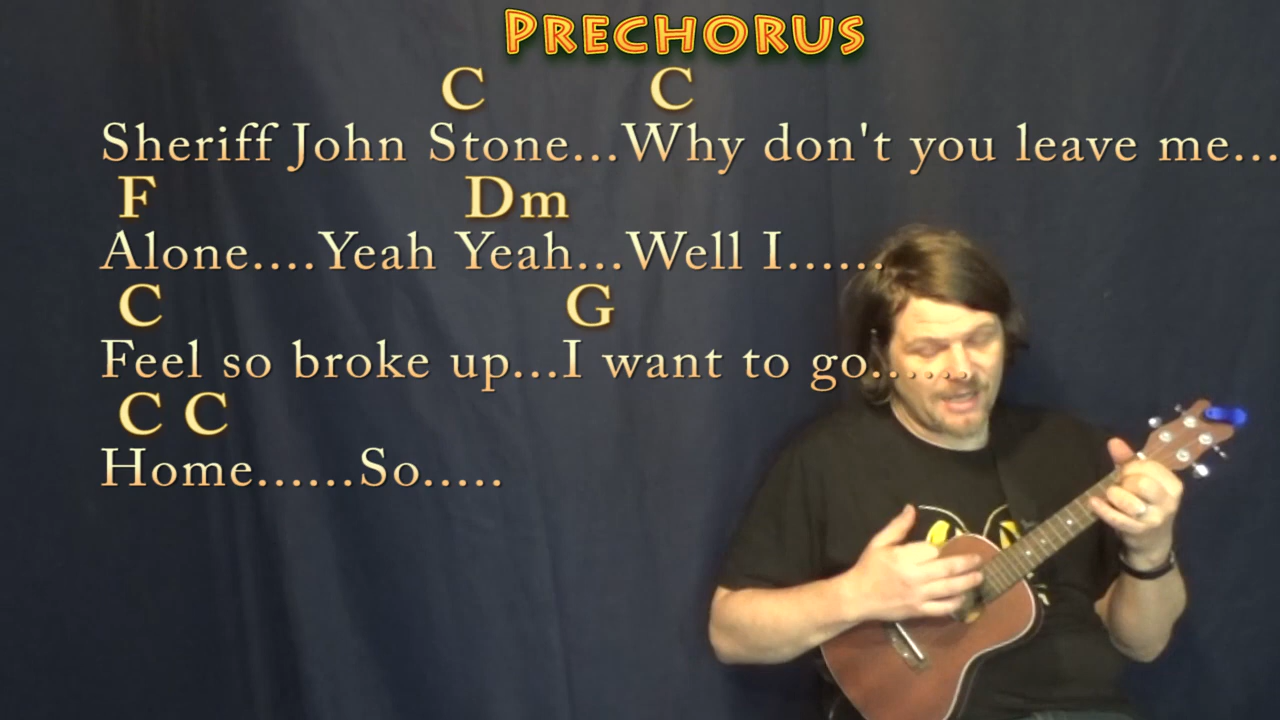 PRECHORUS
C C
Sheriff John Stone...Why don't you leave me...
F Dm
Alone....Yeah Yeah...Well I......
C G
Feel so broke up...I want to go......
C C
Home......So.....